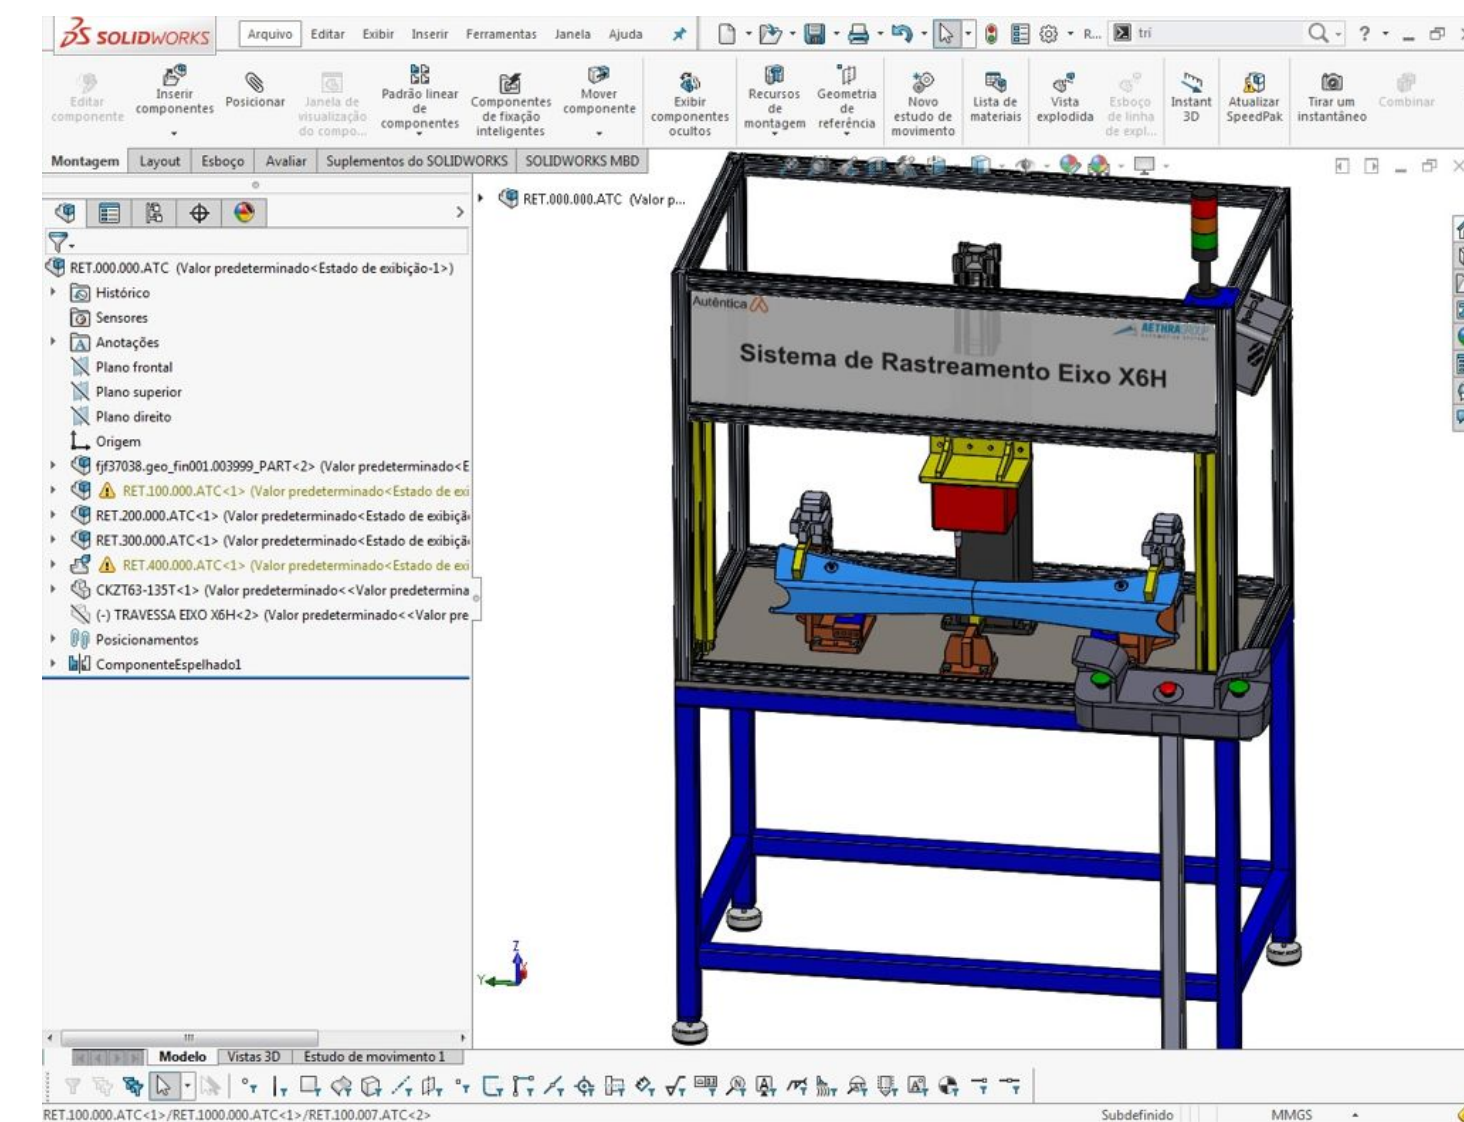 SOLIDWORKS
Arquivo Editar Exibir Inserir Ferramentas Janela Ajuda R... trí ?
Editar componente
Inserir componentes
Posicionar
Janela de visualização do compo...
Padrão linear de componentes
Componentes de fixação inteligentes
Mover componente
Exibir componentes ocultos
Recursos de montagem
Geometria de referência
Novo estudo de movimento
Lista de materiais
Vista explodida
Esboço de linha de expl...
Instant 3D
Atualizar SpeedPak
Tirar um instantâneo
Combinar
Montagem Layout Esboço Avaliar Suplementos do SOLIDWORKS SOLIDWORKS MBD
RET.000.000.ATC (Valor p...
RET.000.000.ATC (Valor predeterminado<Estado de exibição-1>)
Histórico
Sensores
Anotações
Plano frontal
Plano superior
Plano direito
Origem
fjf37038.geo_fin001.003999_PART<2> (Valor predeterminado<E
RET.100.000.ATC<1> (Valor predeterminado<Estado de exi
RET.200.000.ATC<1> (Valor predeterminado<Estado de exibiçã
RET.300.000.ATC<1> (Valor predeterminado<Estado de exibiçã
RET.400.000.ATC<1> (Valor predeterminado<Estado de exi
CKZT63-135T<1> (Valor predeterminado<<Valor predetermina
(-) TRAVESSA EIXO X6H<2> (Valor predeterminado<<Valor pre
Posicionamentos
ComponenteEspelhado1
Autêntica
AETHRA GROUP
Sistema de Rastreamento Eixo X6H
Z
Y
Modelo Vistas 3D Estudo de movimento 1
RET.100.000.ATC<1>/RET.1000.000.ATC<1>/RET.100.007.ATC<2> Subdefinido MMGS